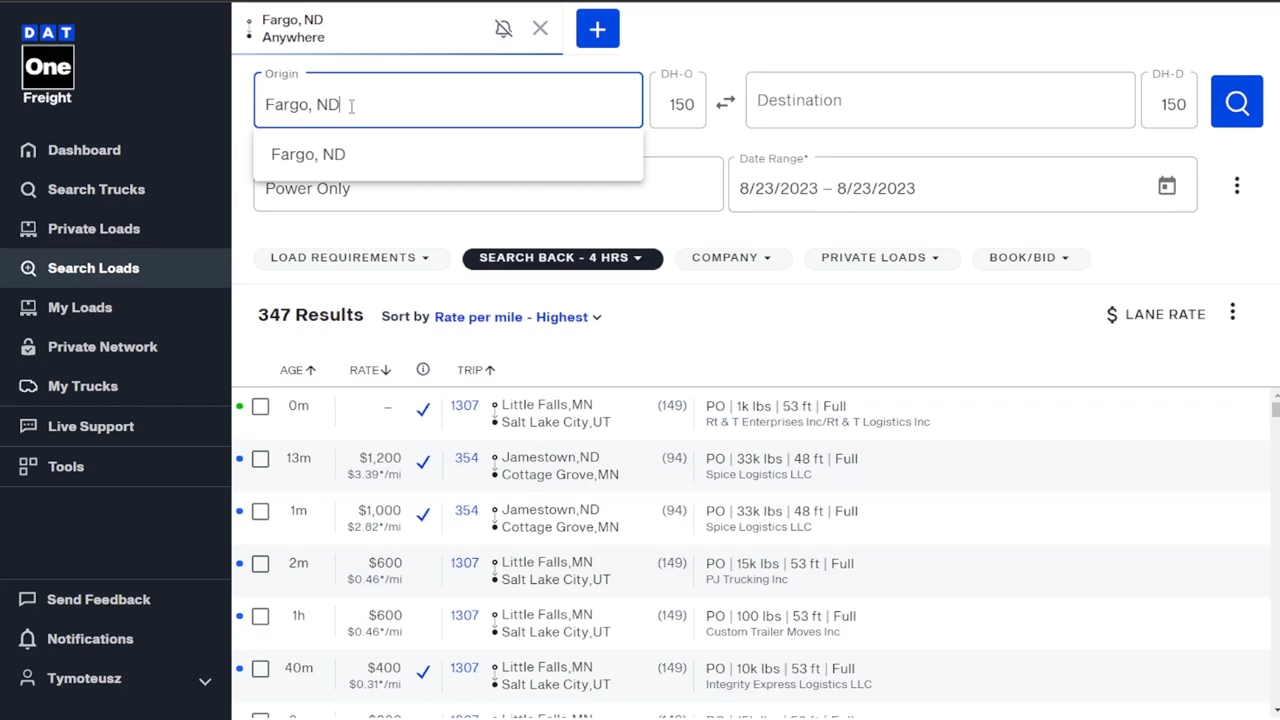 DAT
One
Freight
Dashboard
Search Trucks
Private Loads
Search Loads
My Loads
Private Network
My Trucks
Live Support
Tools
Send Feedback
Notifications
Tymoteusz
Fargo, ND
Anywhere
Origin
Fargo, ND
DH-O
150
Destination
DH-D
150
Fargo, ND
Power Only
Date Range*
8/23/2023 – 8/23/2023
LOAD REQUIREMENTS
SEARCH BACK - 4 HRS
COMPANY
PRIVATE LOADS
BOOK/BID
347 Results Sort by Rate per mile - Highest
$ LANE RATE
AGE RATE TRIP
0m – 1307 Little Falls,MN (149) PO | 1k lbs | 53 ft | Full
Salt Lake City,UT Rt & T Enterprises Inc/Rt & T Logistics Inc
13m $1,200 354 Jamestown,ND (94) PO | 33k lbs | 48 ft | Full
$3.39*/mi Cottage Grove,MN Spice Logistics LLC
1m $1,000 354 Jamestown,ND (94) PO | 33k lbs | 48 ft | Full
$2.82*/mi Cottage Grove,MN Spice Logistics LLC
2m $600 1307 Little Falls,MN (149) PO | 15k lbs | 53 ft | Full
$0.46*/mi Salt Lake City,UT PJ Trucking Inc
1h $600 1307 Little Falls,MN (149) PO | 100 lbs | 53 ft | Full
$0.46*/mi Salt Lake City,UT Custom Trailer Moves Inc
40m $400 1307 Little Falls,MN (149) PO | 10k lbs | 53 ft | Full
$0.31*/mi Salt Lake City,UT Integrity Express Logistics LLC